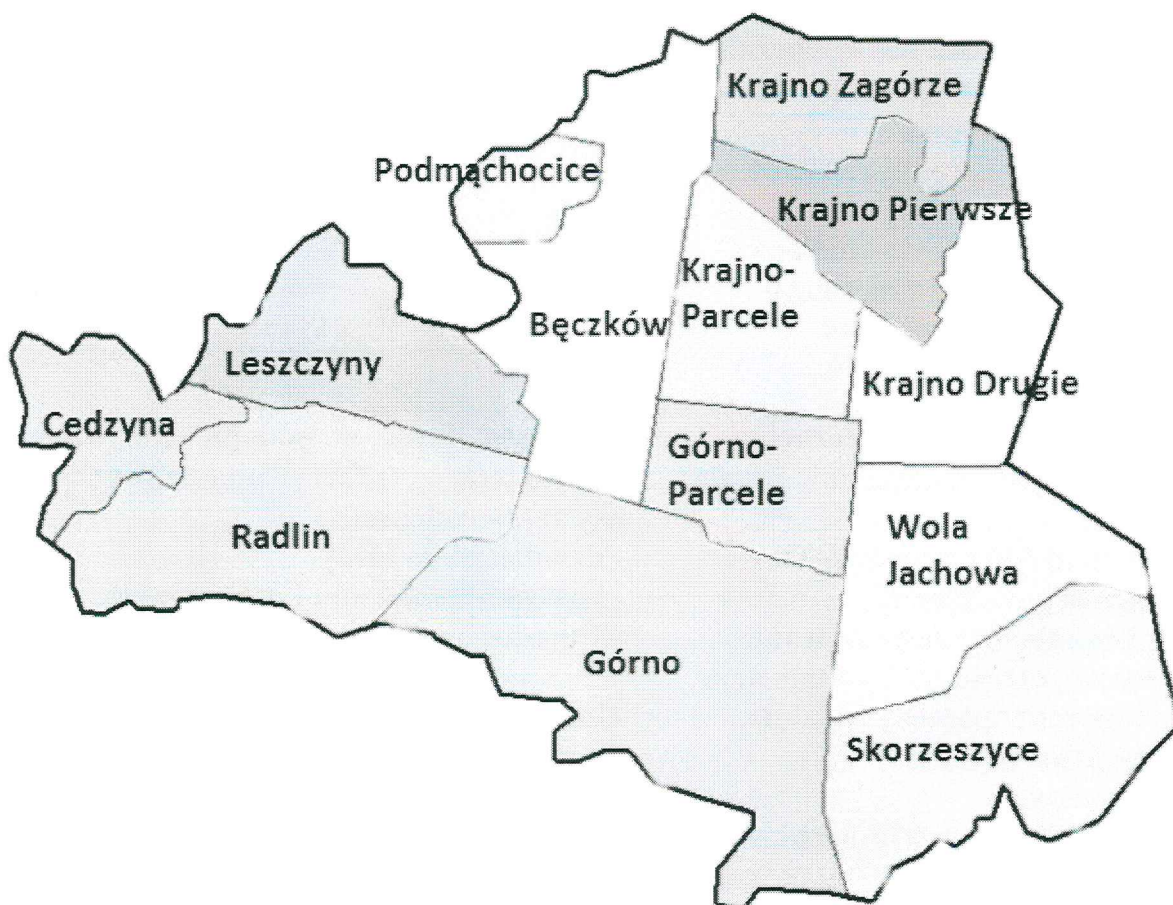 Krajno Zagórze
Podmąchocice
Krajno Pierwsze
Krajno-
Parcele
Bęczków
Leszczyny
Krajno Drugie
Cedzyna
Górno-
Parcele
Radlin
Wola
Jachowa
Górno
Skorzeszyce